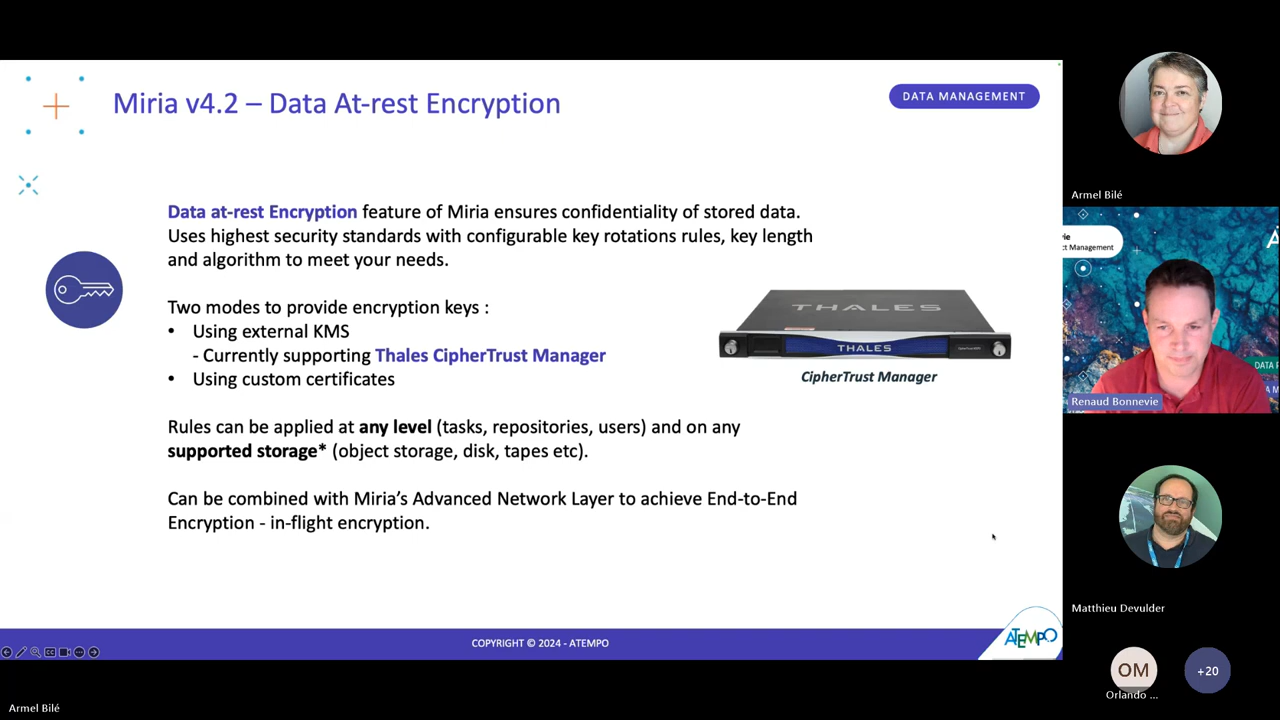 Miria v4.2 – Data At-rest Encryption
DATA MANAGEMENT
Data at-rest Encryption feature of Miria ensures confidentiality of stored data.
Uses highest security standards with configurable key rotations rules, key length
and algorithm to meet your needs.
Two modes to provide encryption keys :
• Using external KMS
- Currently supporting Thales CipherTrust Manager
• Using custom certificates
Rules can be applied at any level (tasks, repositories, users) and on any
supported storage* (object storage, disk, tapes etc).
Can be combined with Miria’s Advanced Network Layer to achieve End-to-End
Encryption - in-flight encryption.
THALES
THALES
CipherTrust Manager
COPYRIGHT © 2024 - ATEMPO
ATEMPO
Armel Bilé
Management
DATA
Renaud Bonnevie
Matthieu Devulder
OM
+20
Orlando ...
Armel Bilé